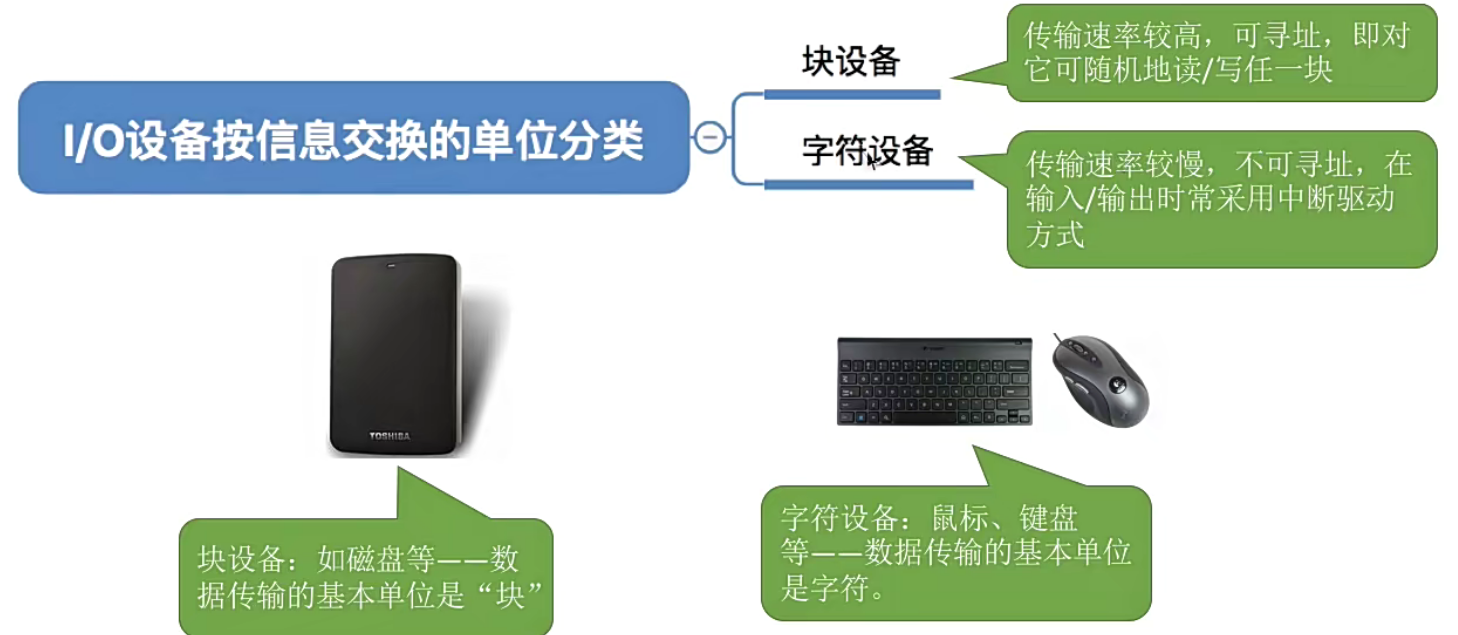 块设备
传输速率较高，可寻址，即对
它可随机地读/写任一块
I/O设备按信息交换的单位分类
字符设备
传输速率较慢，不可寻址，在
输入/输出时常采用中断驱动
方式
TOSHIBA
块设备：如磁盘等——数
据传输的基本单位是“块”
字符设备：鼠标、键盘
等——数据传输的基本单位
是字符。